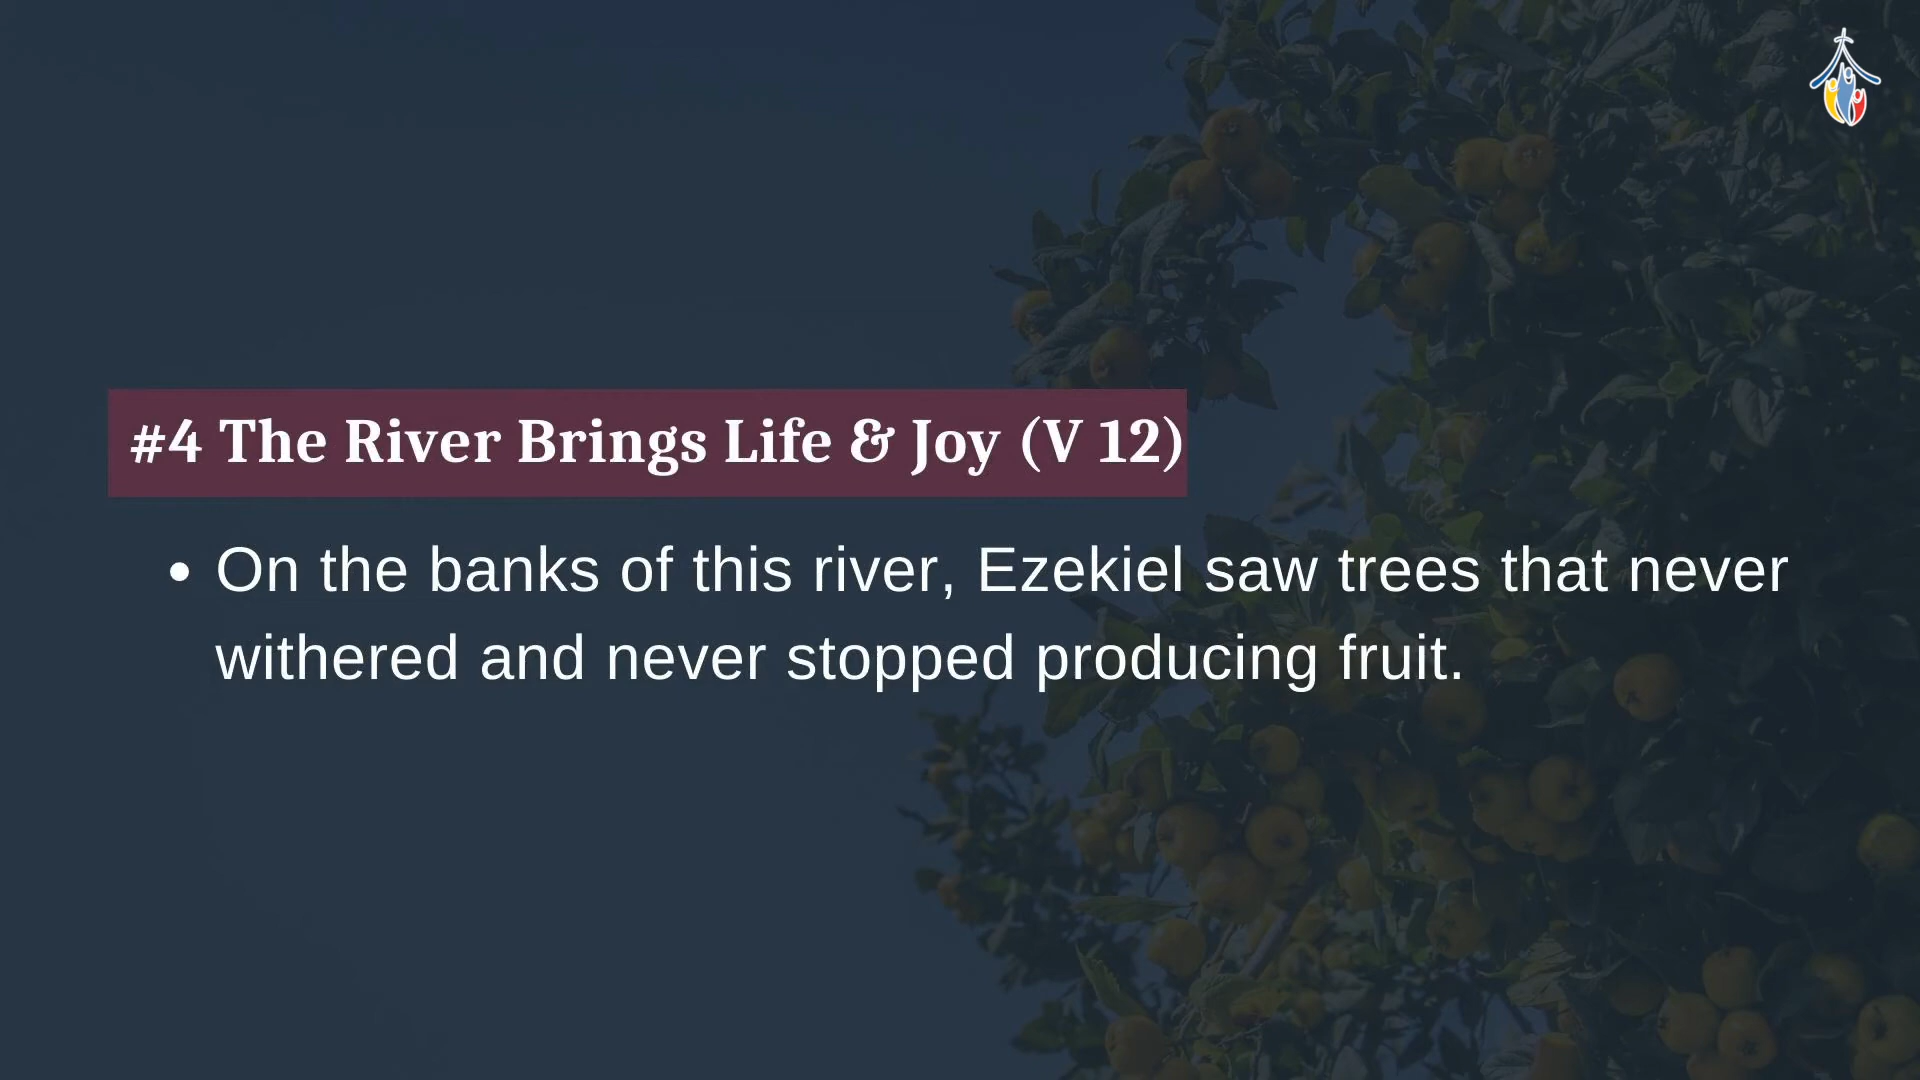 #4 The River Brings Life & Joy (V 12)
• On the banks of this river, Ezekiel saw trees that never
withered and never stopped producing fruit.